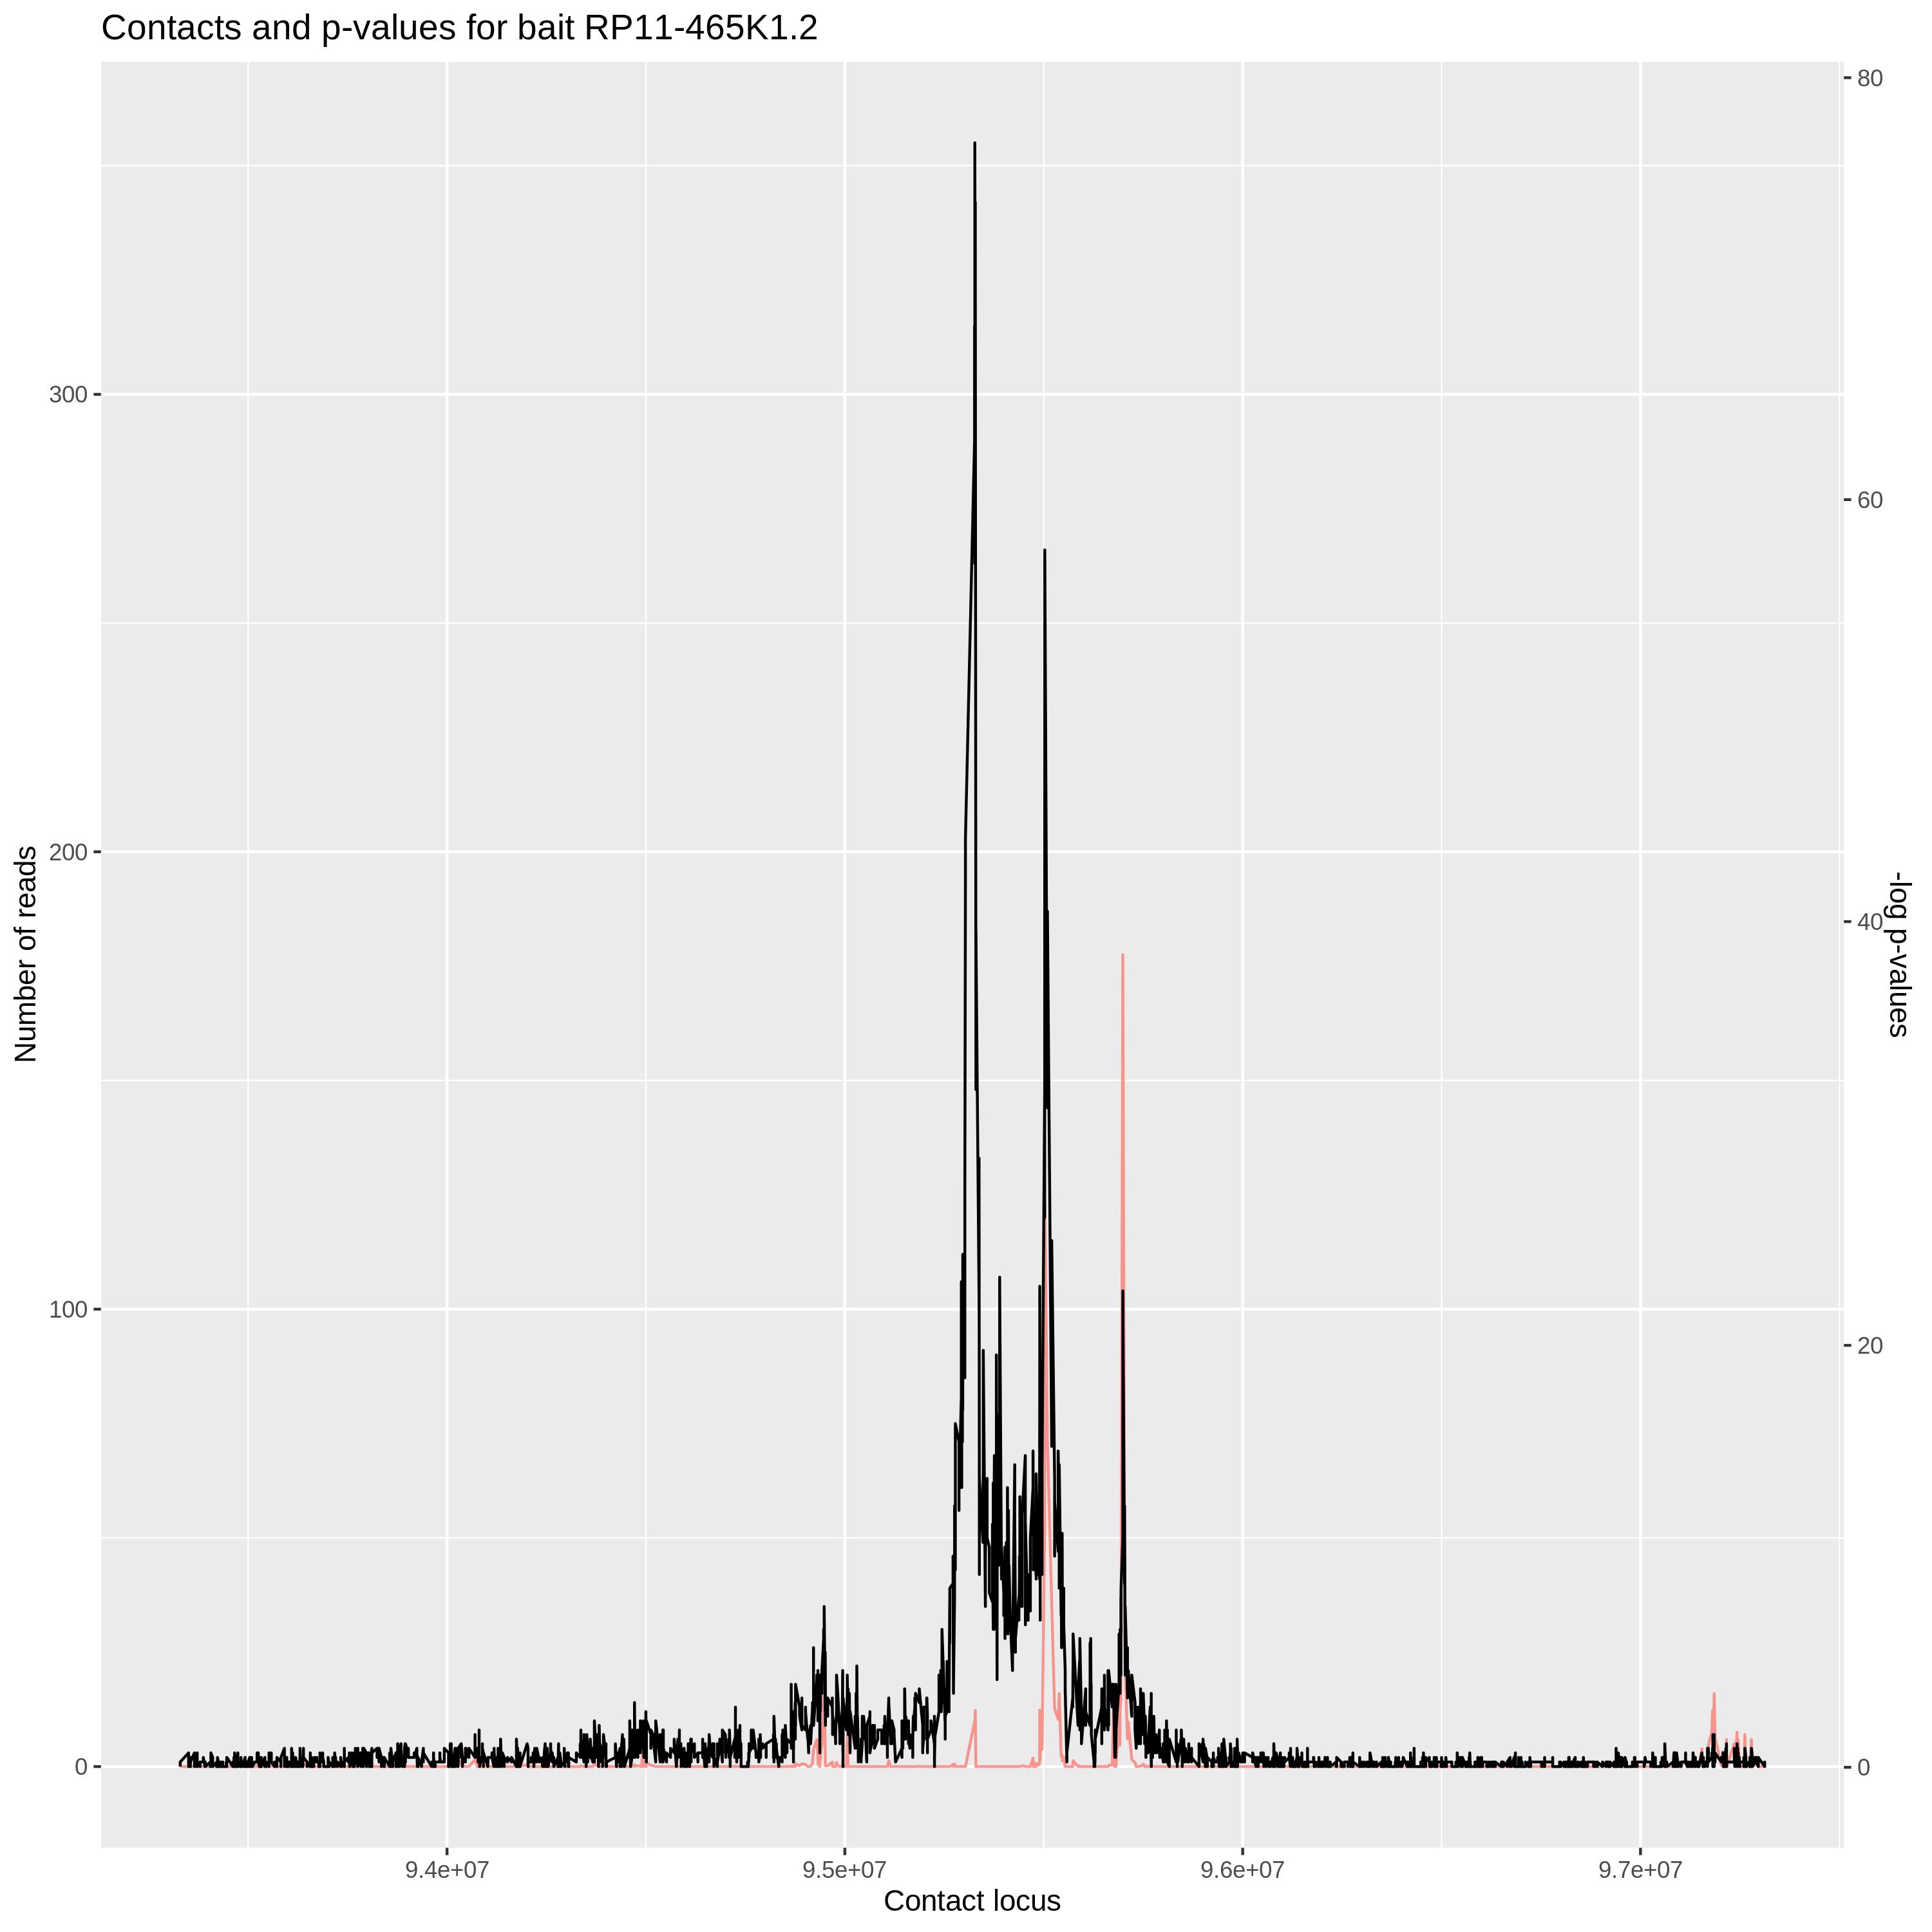 Contacts and p-values for bait RP11-465K1.2
Number of reads
300
200
100
0
80
60
40
20
0
-log p-values
9.4e+07
9.5e+07
9.6e+07
9.7e+07
Contact locus